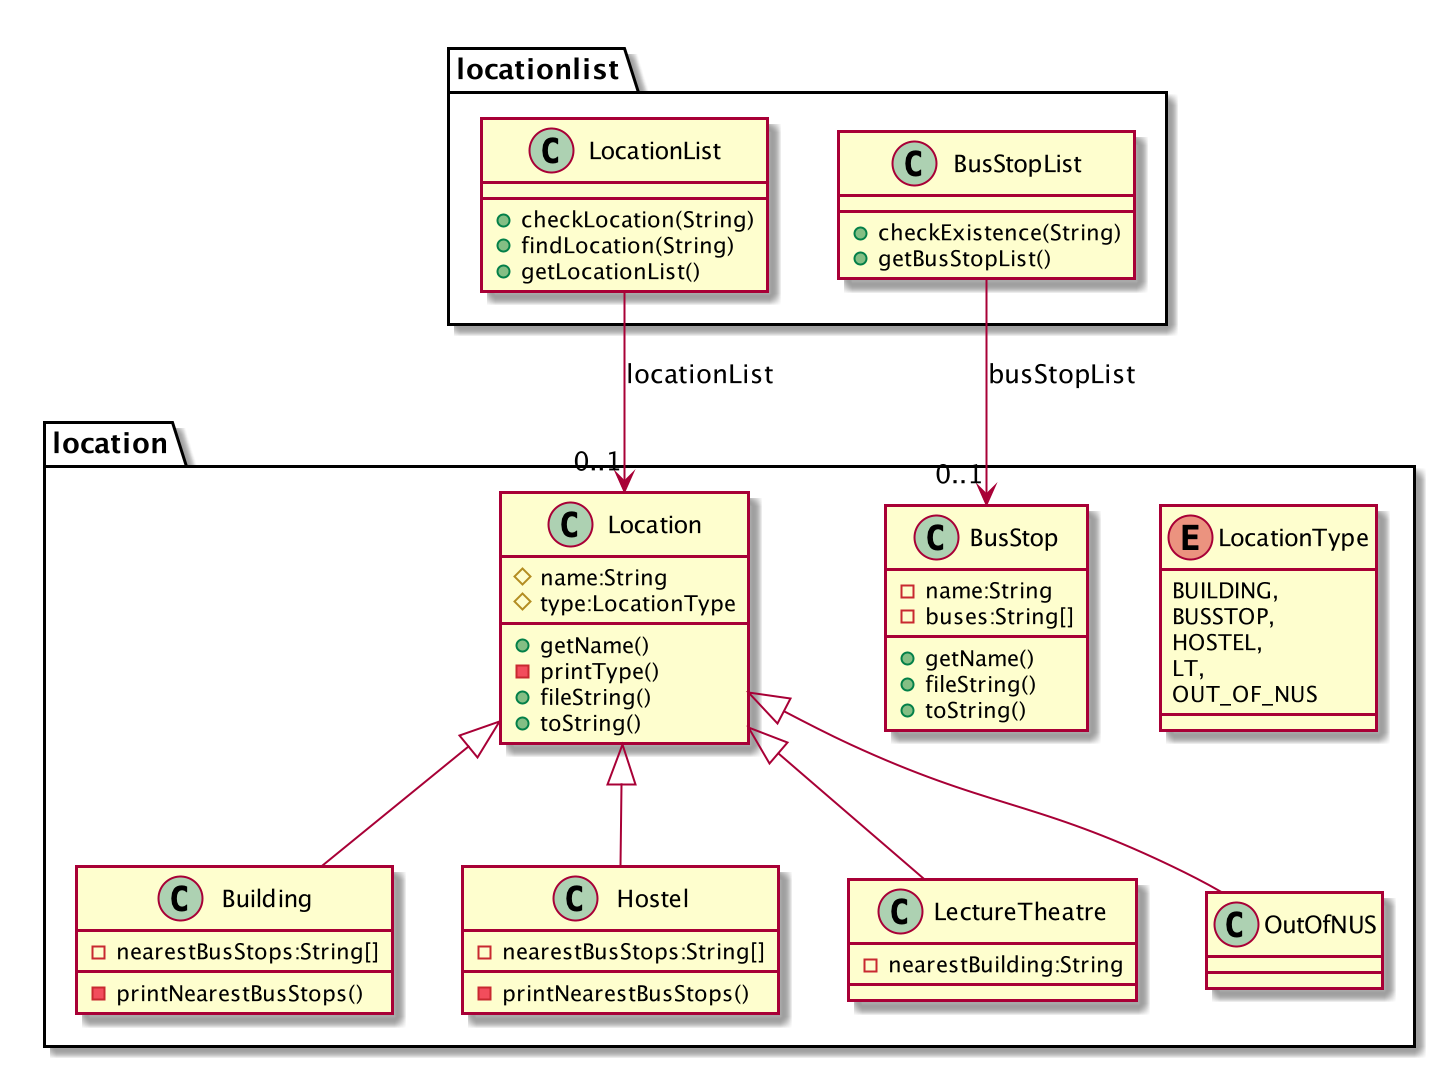 locationlist
C LocationList
checkLocation(String)
findLocation(String)
getLocationList()
C BusStopList
checkExistence(String)
getBusStopList()
locationList
busStopList
0..1
0..1
location
C Location
name:String
type:LocationType
getName()
printType()
fileString()
toString()
C BusStop
name:String
buses:String[]
getName()
fileString()
toString()
E LocationType
BUILDING,
BUSSTOP,
HOSTEL,
LT,
OUT_OF_NUS
C Building
nearestBusStops:String[]
printNearestBusStops()
C Hostel
nearestBusStops:String[]
printNearestBusStops()
C LectureTheatre
nearestBuilding:String
C OutOfNUS